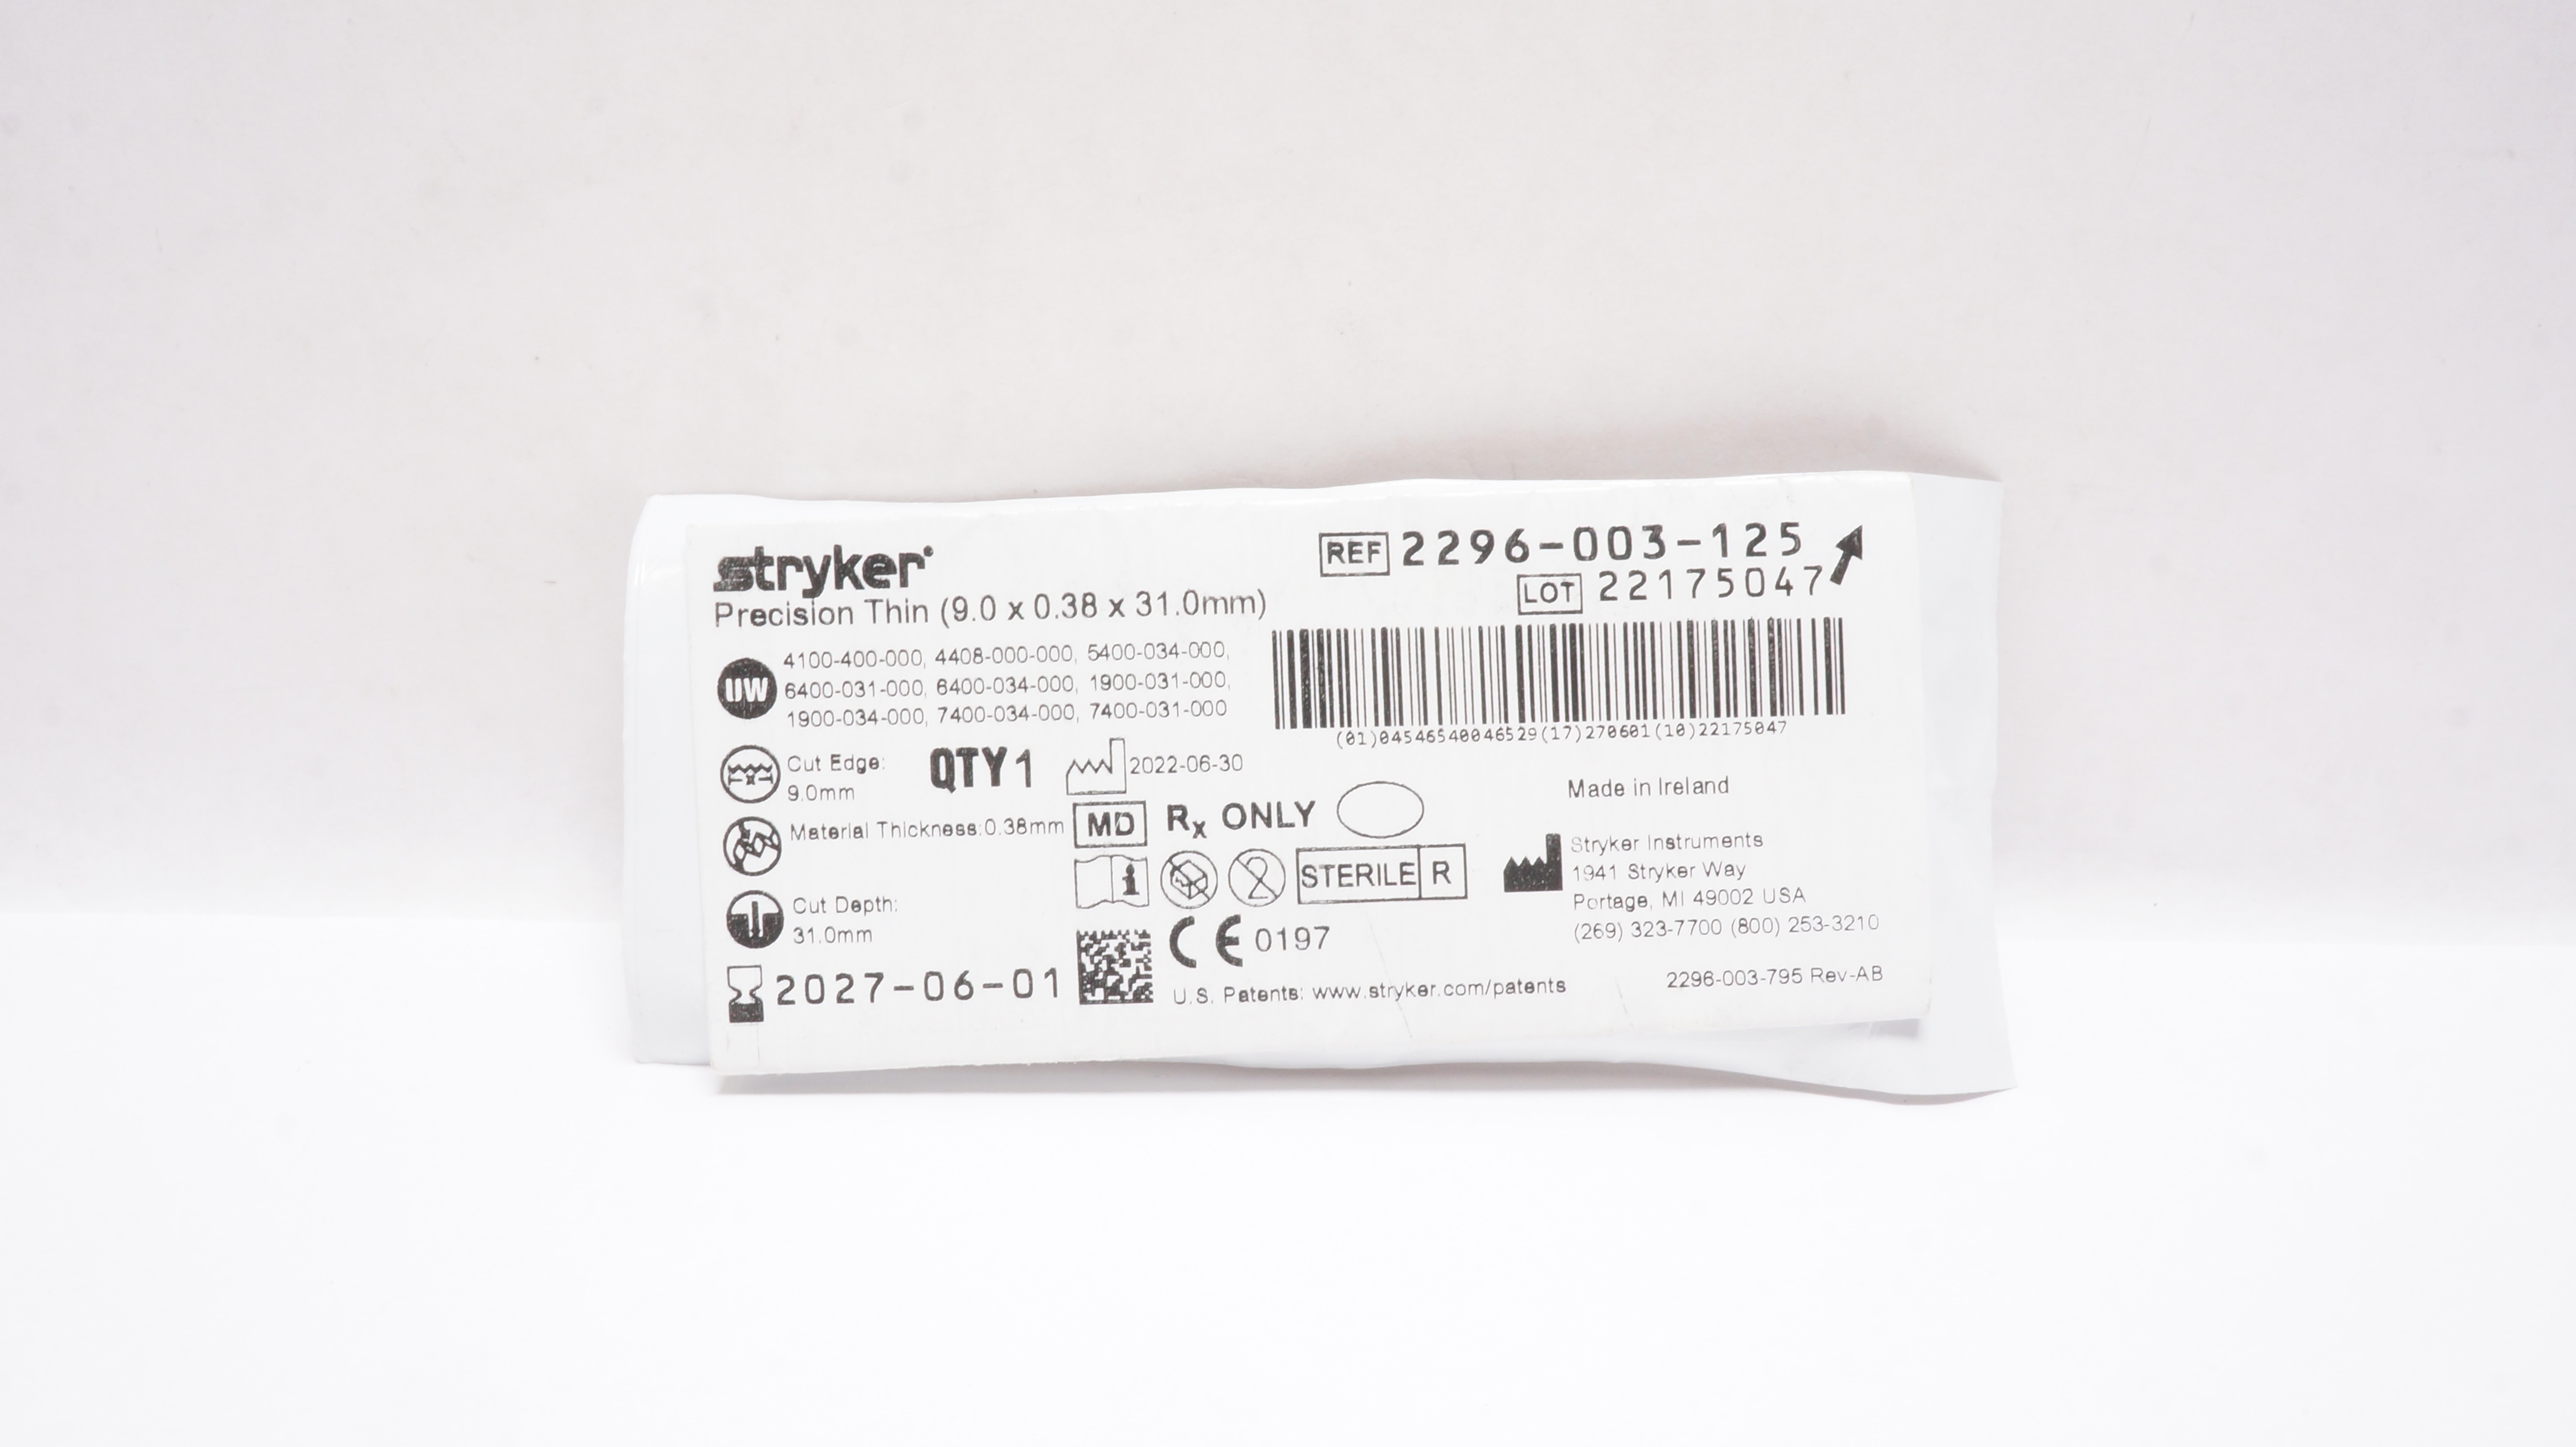 stryker
Precision Thin (9.0 x 0.38 x 31.0mm)
REF 2296-003-125
LOT 22175047
UW
4100-400-000, 4408-000-000, 5400-034-000,
6400-031-000, 6400-034-000, 1900-031-000,
1900-034-000, 7400-034-000, 7400-031-000
(01)04546540046529(17)270601(10)22175047
Cut Edge:
9.0mm
QTY 1
2022-06-30
Made in Ireland
Material Thickness:0.38mm
MD
Rx ONLY
2
STERILE R
Stryker Instruments
1941 Stryker Way
Portage, MI 49002 USA
(269) 323-7700 (800) 253-3210
Cut Depth:
31.0mm
CE 0197
2027-06-01
U.S. Patents: www.stryker.com/patents
2296-003-795 Rev-AB